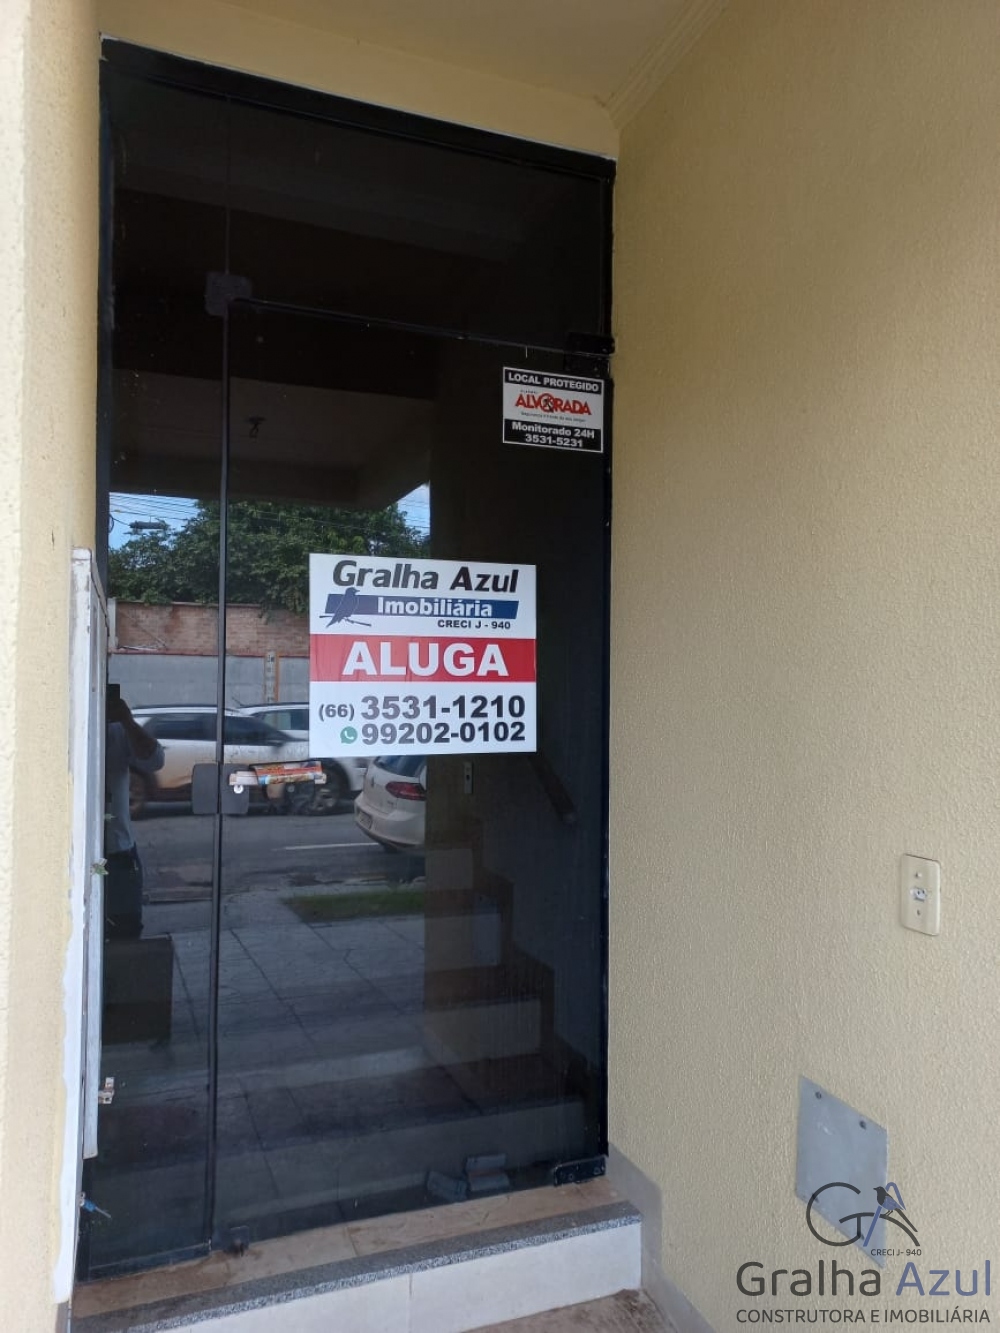 LOCAL PROTEGIDO
ALVORADA
Monitorado 24H
3531-5231
Gralha Azul
Imobiliária
CRECI J - 940
ALUGA
(66) 3531-1210
99202-0102
GA
CRECI J- 940
Gralha Azul
CONSTRUTORA E IMOBILIÁRIA